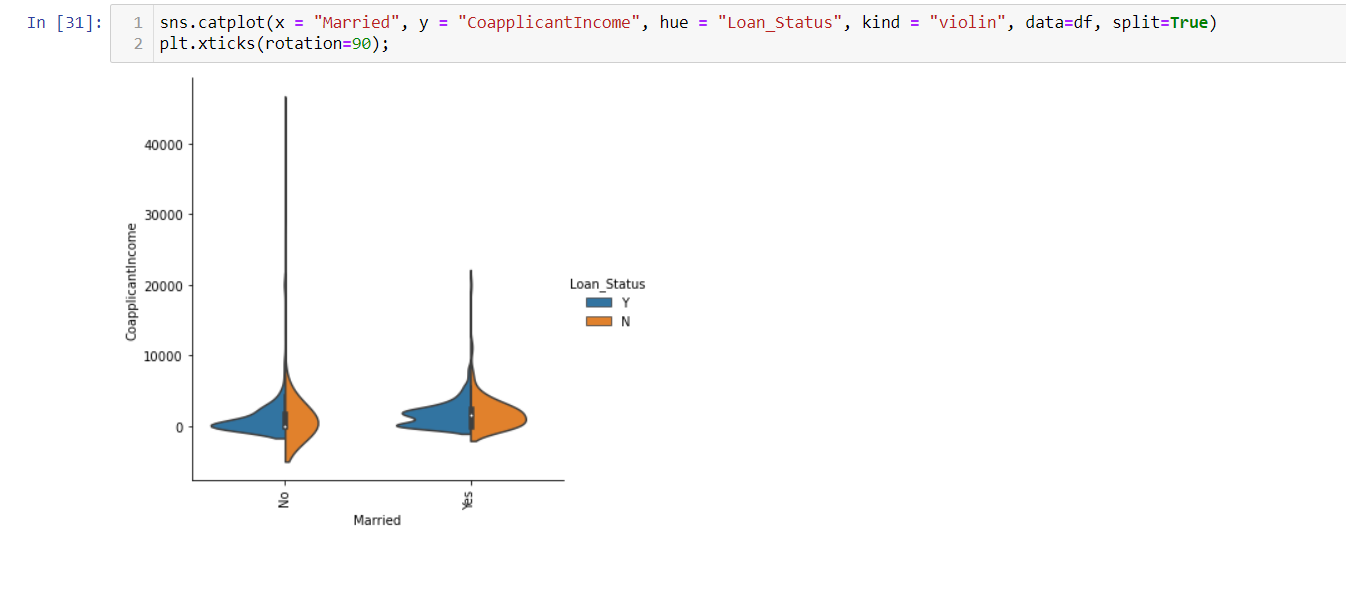 In [31]:
1 sns.catplot(x = "Married", y = "CoapplicantIncome", hue = "Loan_Status", kind = "violin", data=df, split=True)
2 plt.xticks(rotation=90);
40000
30000
20000
10000
0
CoapplicantIncome
Loan_Status
Y
N
No
Yes
Married